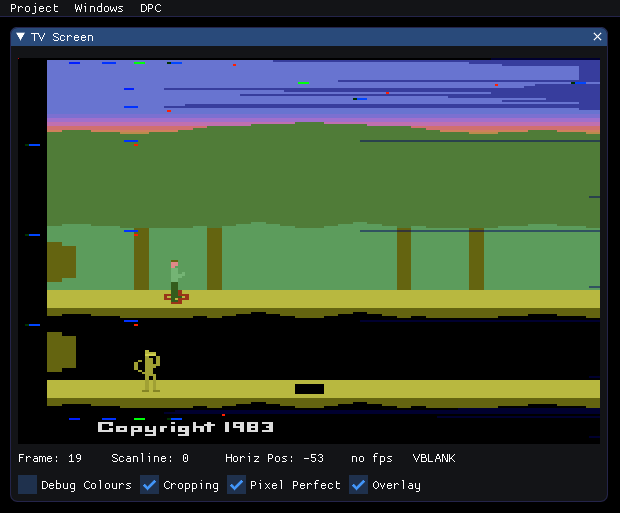 Project Windows DPC
TV Screen
Copyright 1983
Frame: 19 Scanline: 0 Horiz Pos: -53 no fps VBLANK
Debug Colours Cropping Pixel Perfect Overlay